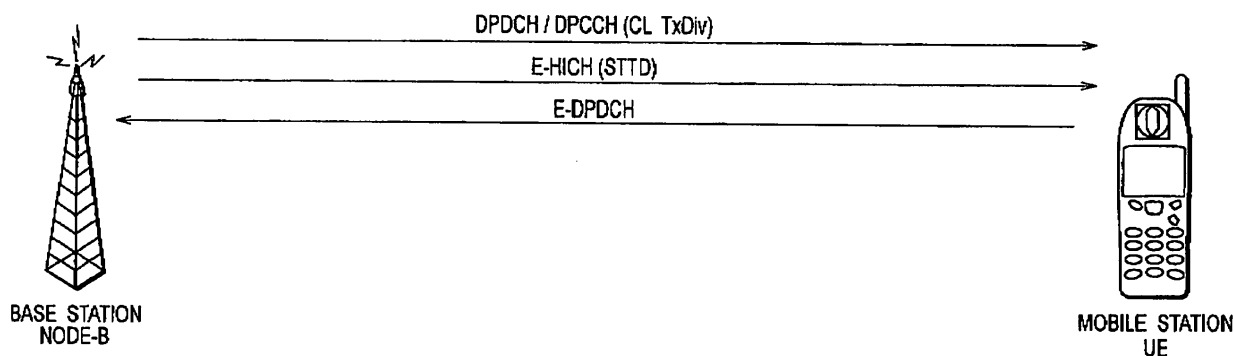 DPDCH / DPCCH (CL TxDiv)
E-HICH (STTD)
E-DPDCH
BASE STATION
NODE-B
MOBILE STATION
UE